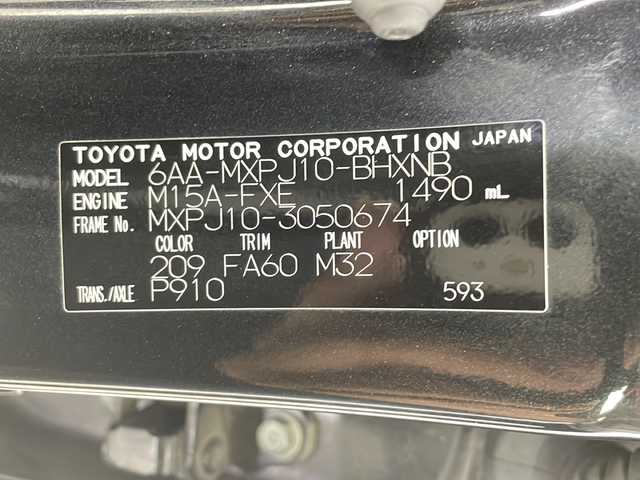 TOYOTA MOTOR CORPORATION JAPAN
MODEL 6AA-MXPJ10-BHXNB
ENGINE M15A-FXE 1490 mL
FRAME No. MXPJ10-3050674
COLOR TRIM PLANT OPTION
209 FA60 M32
TRANS./AXLE P910 593